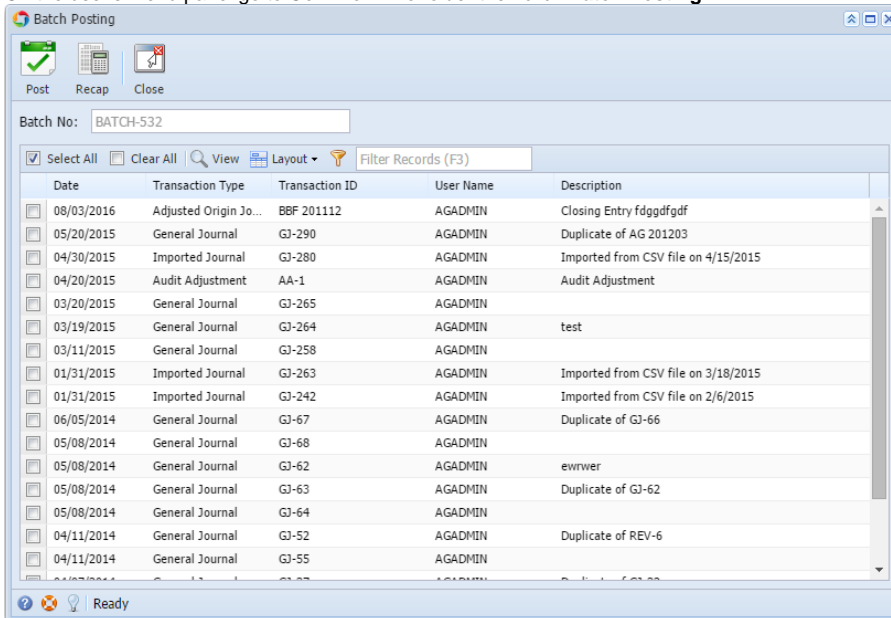 Batch Posting
Post Recap Close
Batch No: BATCH-532
Select All Clear All View Layout Filter Records (F3)
Date Transaction Type Transaction ID User Name Description
08/03/2016 Adjusted Origin Jo... BBF 201112 AGADMIN Closing Entry fdggdfgdf
05/20/2015 General Journal GJ-290 AGADMIN Duplicate of AG 201203
04/30/2015 Imported Journal GJ-280 AGADMIN Imported from CSV file on 4/15/2015
04/20/2015 Audit Adjustment AA-1 AGADMIN Audit Adjustment
03/20/2015 General Journal GJ-265 AGADMIN
03/19/2015 General Journal GJ-264 AGADMIN test
03/11/2015 General Journal GJ-258 AGADMIN
01/31/2015 Imported Journal GJ-263 AGADMIN Imported from CSV file on 3/18/2015
01/31/2015 Imported Journal GJ-242 AGADMIN Imported from CSV file on 2/6/2015
06/05/2014 General Journal GJ-67 AGADMIN Duplicate of GJ-66
05/08/2014 General Journal GJ-68 AGADMIN
05/08/2014 General Journal GJ-62 AGADMIN ewrwer
05/08/2014 General Journal GJ-63 AGADMIN Duplicate of GJ-62
05/08/2014 General Journal GJ-64 AGADMIN
04/11/2014 General Journal GJ-52 AGADMIN Duplicate of REV-6
04/11/2014 General Journal GJ-55 AGADMIN
Ready